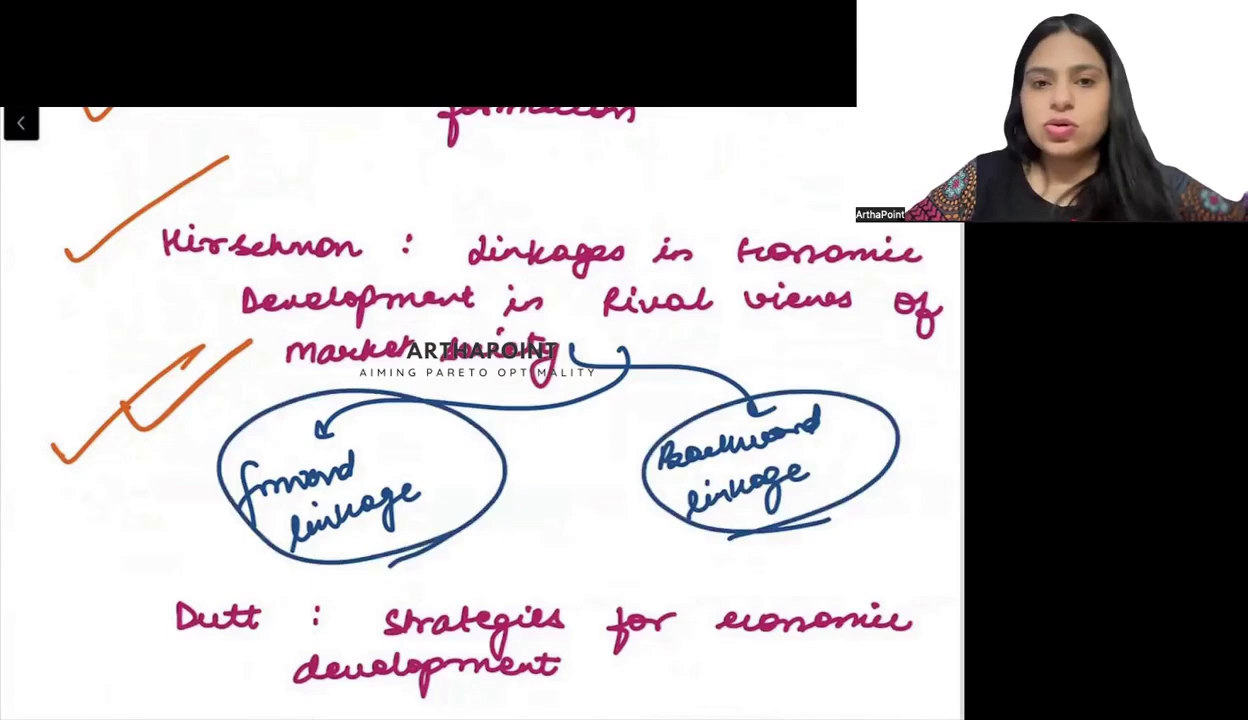 formation
ArthaPoint
Hirschman : Linkages in Economic
Development in Rival views of
market society
ARTHAPOINT
AIMING PARETO OPTIMALITY
forward
linkage
Backward
linkage
Dutt : Strategies for economic
development